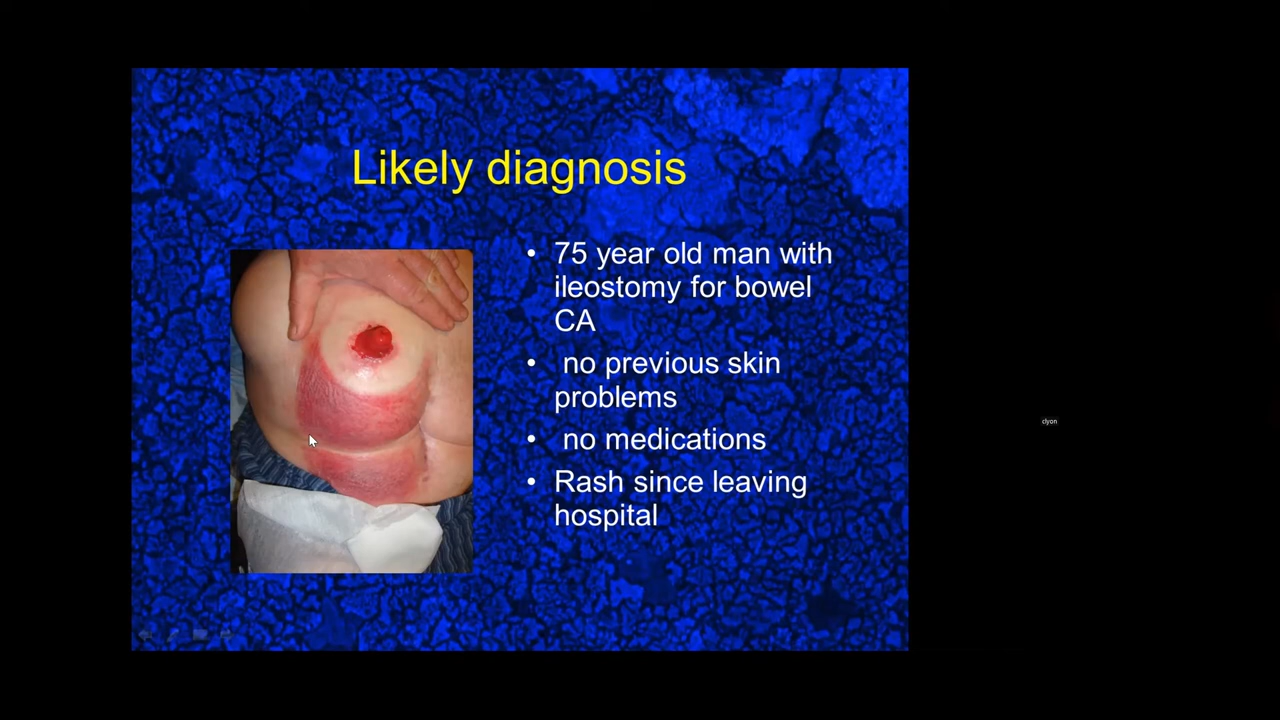 Likely diagnosis
• 75 year old man with
ileostomy for bowel
CA
• no previous skin
problems
• no medications
• Rash since leaving
hospital
clyon